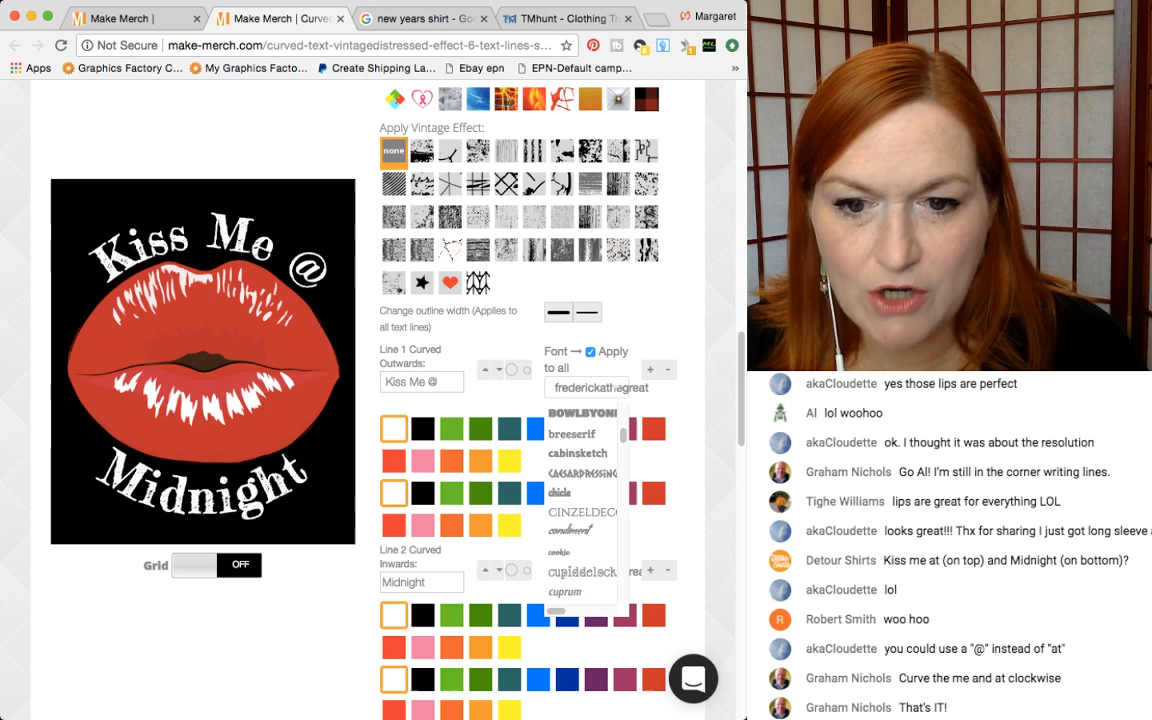 Make Merch |
Make Merch | Curve
new years shirt - Goo
TMhunt - Clothing Tr
Margaret
Not Secure | make-merch.com/curved-text-vintagedistressed-effect-6-text-lines-s...
Apps
Graphics Factory C...
My Graphics Facto...
Create Shipping La...
Ebay epn
EPN-Default camp...
»
Apply Vintage Effect:
none
Kiss Me @
Midnight
Grid
OFF
Change outline width (Applies to
all text lines)
Line 1 Curved
Outwards:
Kiss Me @
Font → Apply
to all
+ -
frederickathegreat
BOWLBYON
breeserif
cabinsketch
CAESARDRESSING
chicle
CINZELDECO
condiment
cookie
cupiddeclock
cuprum
Line 2 Curved
Inwards:
Midnight
+ -
akaCloudette yes those lips are perfect
Al lol woohoo
akaCloudette ok. I thought it was about the resolution
Graham Nichols Go Al! I'm still in the corner writing lines.
Tighe Williams lips are great for everything LOL
akaCloudette looks great!!! Thx for sharing I just got long sleeve a
Detour Shirts Kiss me at (on top) and Midnight (on bottom)?
akaCloudette lol
R Robert Smith woo hoo
akaCloudette you could use a "@" instead of "at"
Graham Nichols Curve the me and at clockwise
Graham Nichols That's IT!